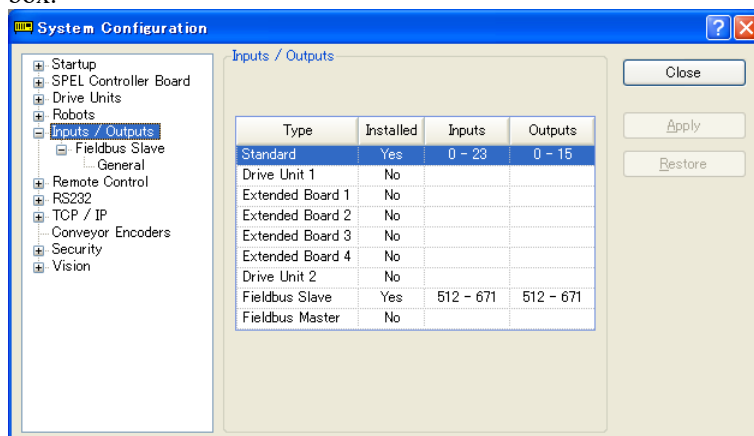 box.
System Configuration
Startup
SPEL Controller Board
Drive Units
Robots
Inputs / Outputs
Fieldbus Slave
General
Remote Control
RS232
TCP / IP
Conveyor Encoders
Security
Vision
Inputs / Outputs
Type Installed Inputs Outputs
Standard Yes 0 - 23 0 - 15
Drive Unit 1 No
Extended Board 1 No
Extended Board 2 No
Extended Board 3 No
Extended Board 4 No
Drive Unit 2 No
Fieldbus Slave Yes 512 - 671 512 - 671
Fieldbus Master No
Close
Apply
Restore